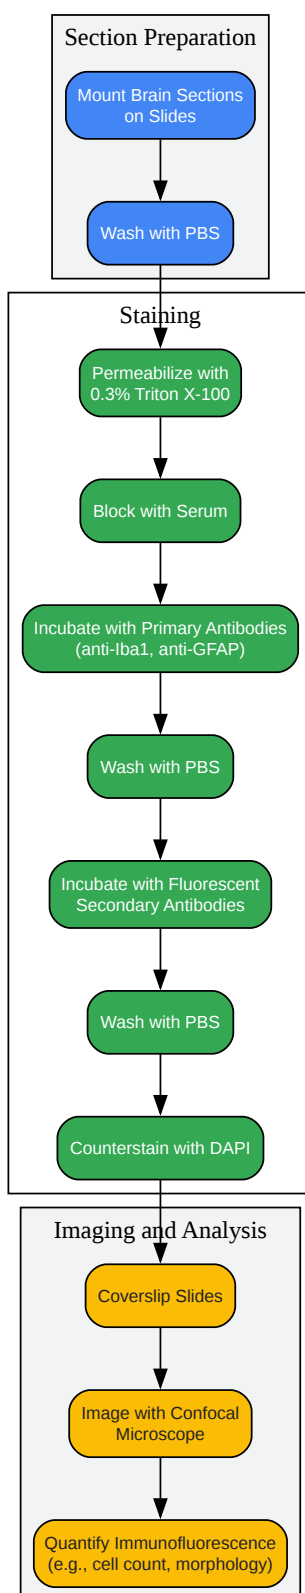 Section Preparation
Mount Brain Sections
on Slides
Wash with PBS
Staining
Permeabilize with
0.3% Triton X-100
Block with Serum
Incubate with Primary Antibodies
(anti-Iba1, anti-GFAP)
Wash with PBS
Incubate with Fluorescent
Secondary Antibodies
Wash with PBS
Counterstain with DAPI
Imaging and Analysis
Coverslip Slides
Image with Confocal
Microscope
Quantify Immunofluorescence
(e.g., cell count, morphology)